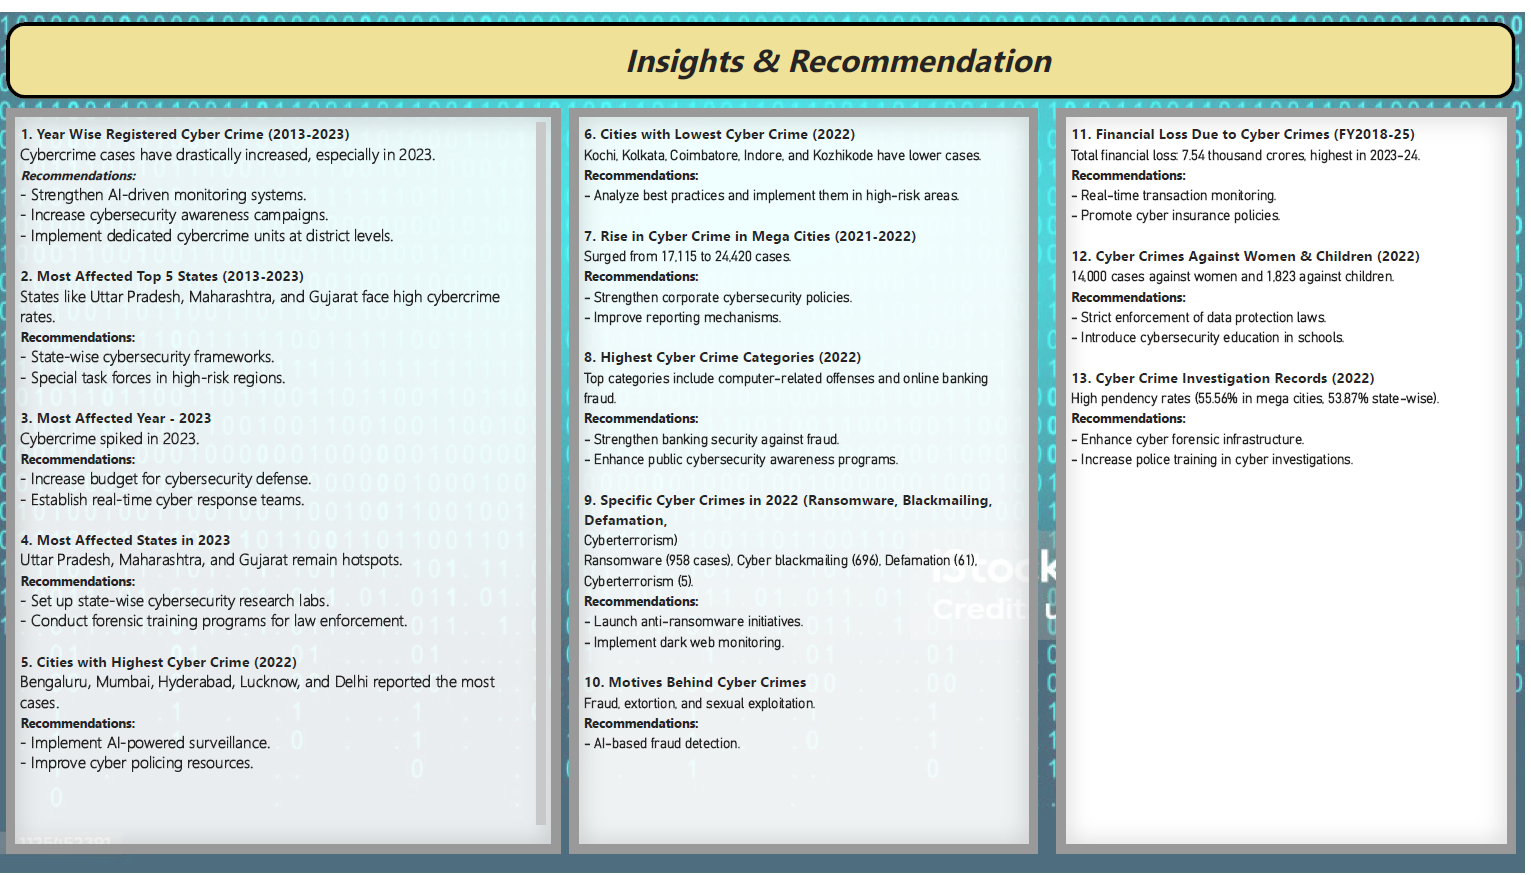 Insights & Recommendation
1. Year Wise Registered Cyber Crime (2013-2023)
Cybercrime cases have drastically increased, especially in 2023.
Recommendations:
- Strengthen AI-driven monitoring systems.
- Increase cybersecurity awareness campaigns.
- Implement dedicated cybercrime units at district levels.
2. Most Affected Top 5 States (2013-2023)
States like Uttar Pradesh, Maharashtra, and Gujarat face high cybercrime
rates.
Recommendations:
- State-wise cybersecurity frameworks.
- Special task forces in high-risk regions.
3. Most Affected Year - 2023
Cybercrime spiked in 2023.
Recommendations:
- Increase budget for cybersecurity defense.
- Establish real-time cyber response teams.
4. Most Affected States in 2023
Uttar Pradesh, Maharashtra, and Gujarat remain hotspots.
Recommendations:
- Set up state-wise cybersecurity research labs.
- Conduct forensic training programs for law enforcement.
5. Cities with Highest Cyber Crime (2022)
Bengaluru, Mumbai, Hyderabad, Lucknow, and Delhi reported the most
cases.
Recommendations:
- Implement AI-powered surveillance.
- Improve cyber policing resources.
6. Cities with Lowest Cyber Crime (2022)
Kochi, Kolkata, Coimbatore, Indore, and Kozhikode have lower cases.
Recommendations:
- Analyze best practices and implement them in high-risk areas.
7. Rise in Cyber Crime in Mega Cities (2021-2022)
Surged from 17,115 to 24,420 cases.
Recommendations:
- Strengthen corporate cybersecurity policies.
- Improve reporting mechanisms.
8. Highest Cyber Crime Categories (2022)
Top categories include computer-related offenses and online banking
fraud.
Recommendations:
- Strengthen banking security against fraud.
- Enhance public cybersecurity awareness programs.
9. Specific Cyber Crimes in 2022 (Ransomware, Blackmailing,
Defamation,
Cyberterrorism)
Ransomware (958 cases), Cyber blackmailing (696), Defamation (61),
Cyberterrorism (5).
Recommendations:
- Launch anti-ransomware initiatives.
- Implement dark web monitoring.
10. Motives Behind Cyber Crimes
Fraud, extortion, and sexual exploitation.
Recommendations:
- AI-based fraud detection.
11. Financial Loss Due to Cyber Crimes (FY2018-25)
Total financial loss: 7.54 thousand crores, highest in 2023-24.
Recommendations:
- Real-time transaction monitoring.
- Promote cyber insurance policies.
12. Cyber Crimes Against Women & Children (2022)
14,000 cases against women and 1,823 against children.
Recommendations:
- Strict enforcement of data protection laws.
- Introduce cybersecurity education in schools.
13. Cyber Crime Investigation Records (2022)
High pendency rates (55.56% in mega cities, 53.87% state-wise).
Recommendations:
- Enhance cyber forensic infrastructure.
- Increase police training in cyber investigations.
iStock
Credit: u